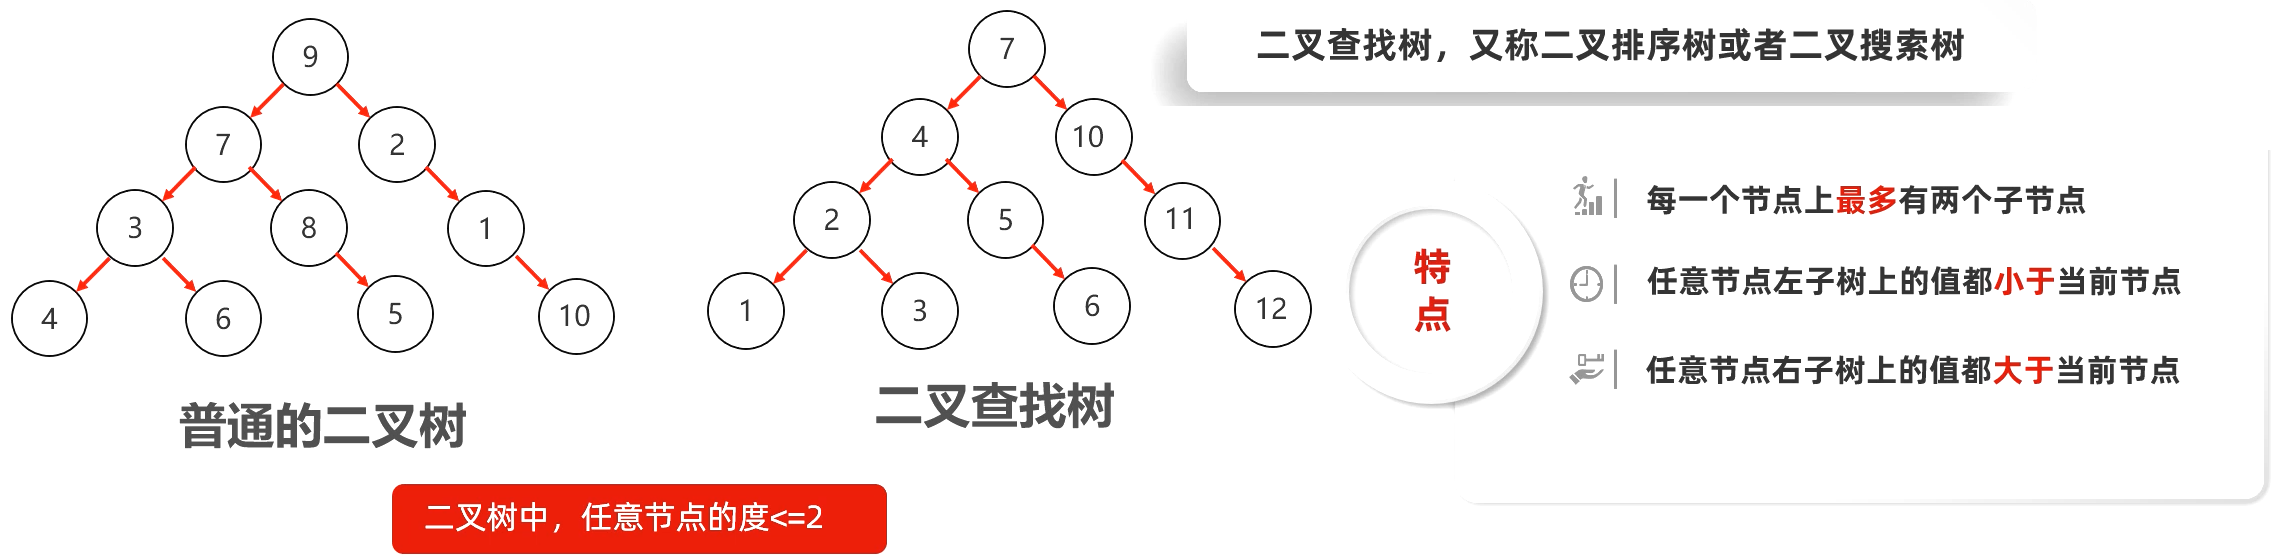 9
7 2
3 8 1
4 6 5 10
普通的二叉树
7
4 10
2 5 11
1 3 6 12
二叉查找树
二叉树中，任意节点的度<=2
二叉查找树，又称二叉排序树或者二叉搜索树
特
点
每一个节点上最多有两个子节点
任意节点左子树上的值都小于当前节点
任意节点右子树上的值都大于当前节点